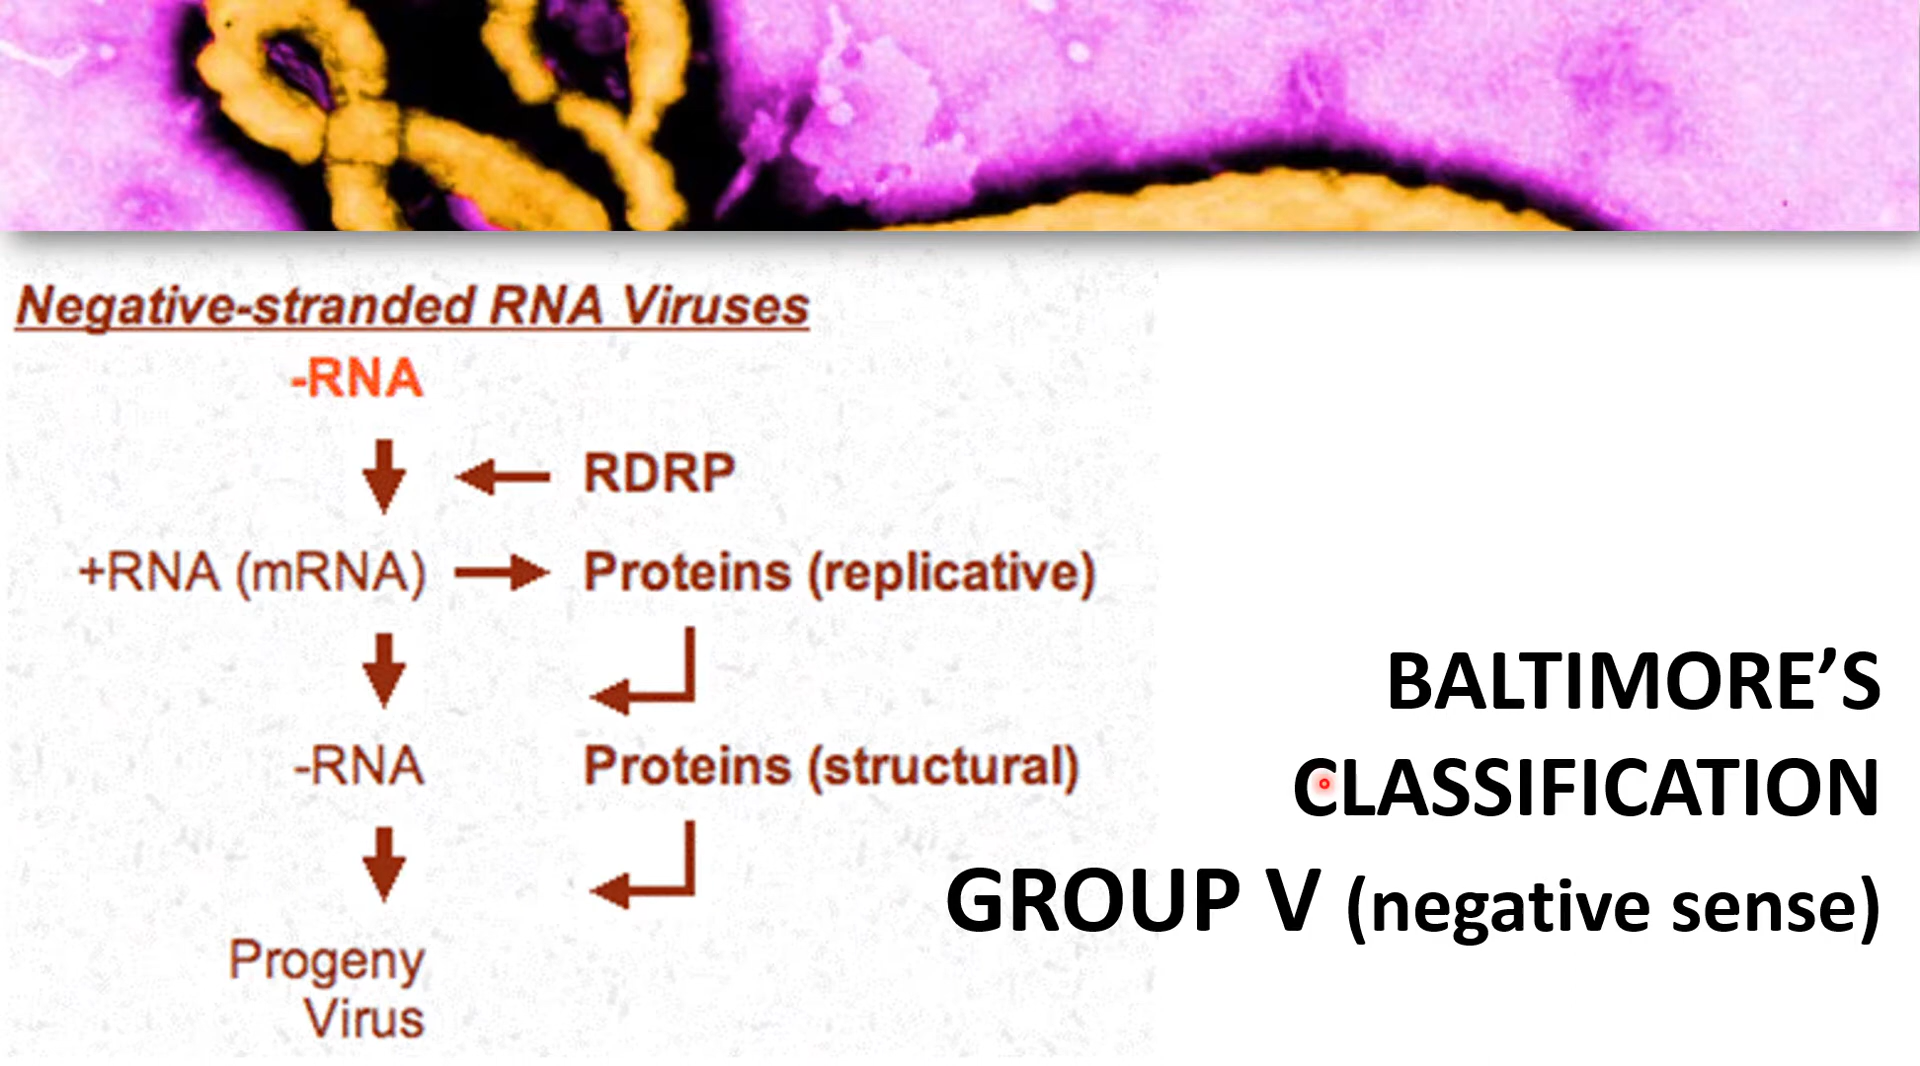 Negative-stranded RNA Viruses
-RNA
RDRP
+RNA (mRNA)
Proteins (replicative)
-RNA
Proteins (structural)
Progeny
Virus
BALTIMORE’S
CLASSIFICATION
GROUP V (negative sense)